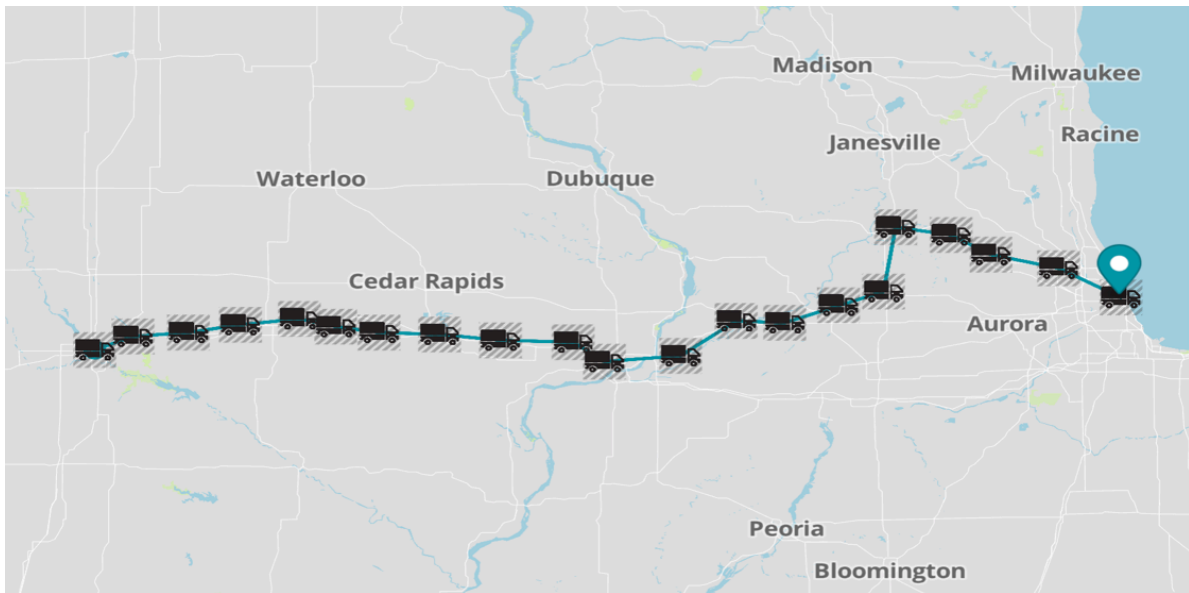 Madison
Milwaukee
Racine
Janesville
Waterloo
Dubuque
Cedar Rapids
Aurora
Peoria
Bloomington